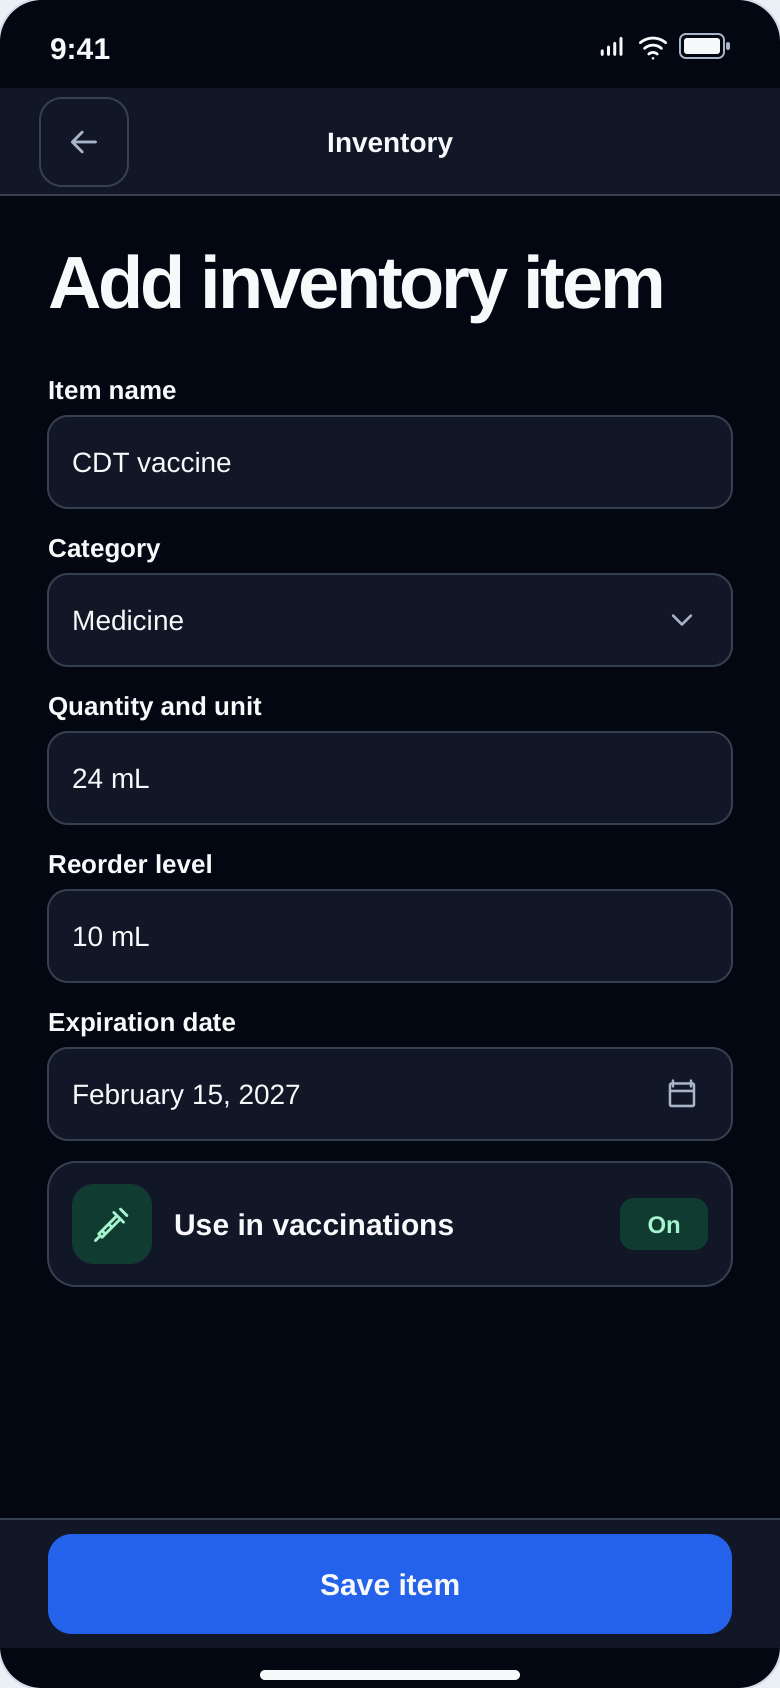 9:41
Inventory
Add inventory item
Item name
CDT vaccine
Category
Medicine
Quantity and unit
24 mL
Reorder level
10 mL
Expiration date
February 15, 2027
Use in vaccinations
On
Save item